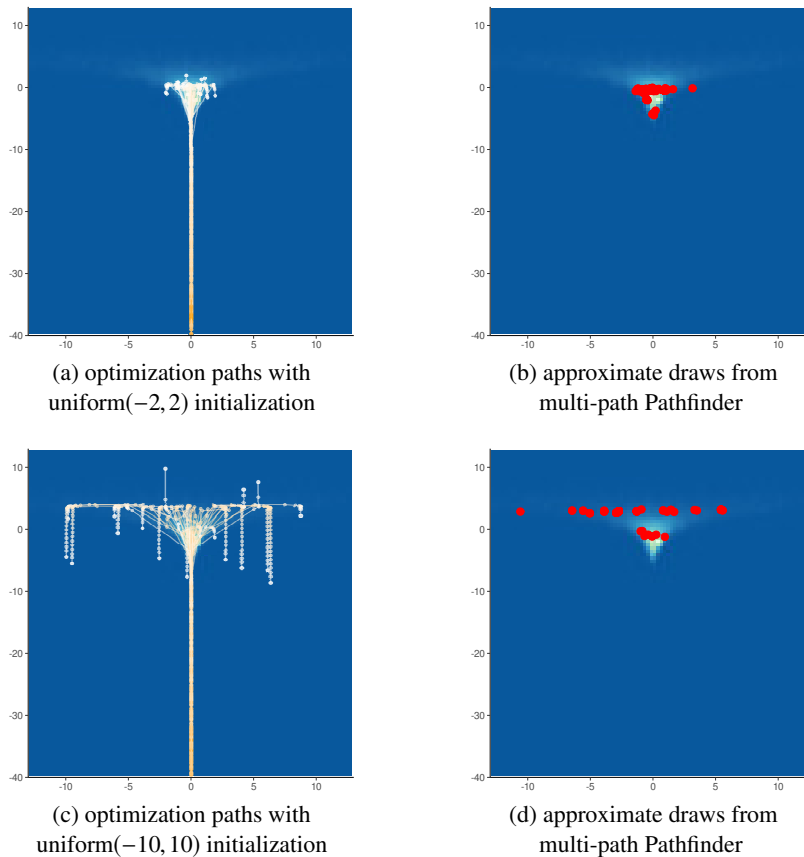 10
0
-10
-20
-30
-40
-10 -5 0 5 10
(a) optimization paths with
uniform(−2, 2) initialization
10
0
-10
-20
-30
-40
-10 -5 0 5 10
(b) approximate draws from
multi-path Pathfinder
10
0
-10
-20
-30
-40
-10 -5 0 5 10
(c) optimization paths with
uniform(−10, 10) initialization
10
0
-10
-20
-30
-40
-10 -5 0 5 10
(d) approximate draws from
multi-path Pathfinder